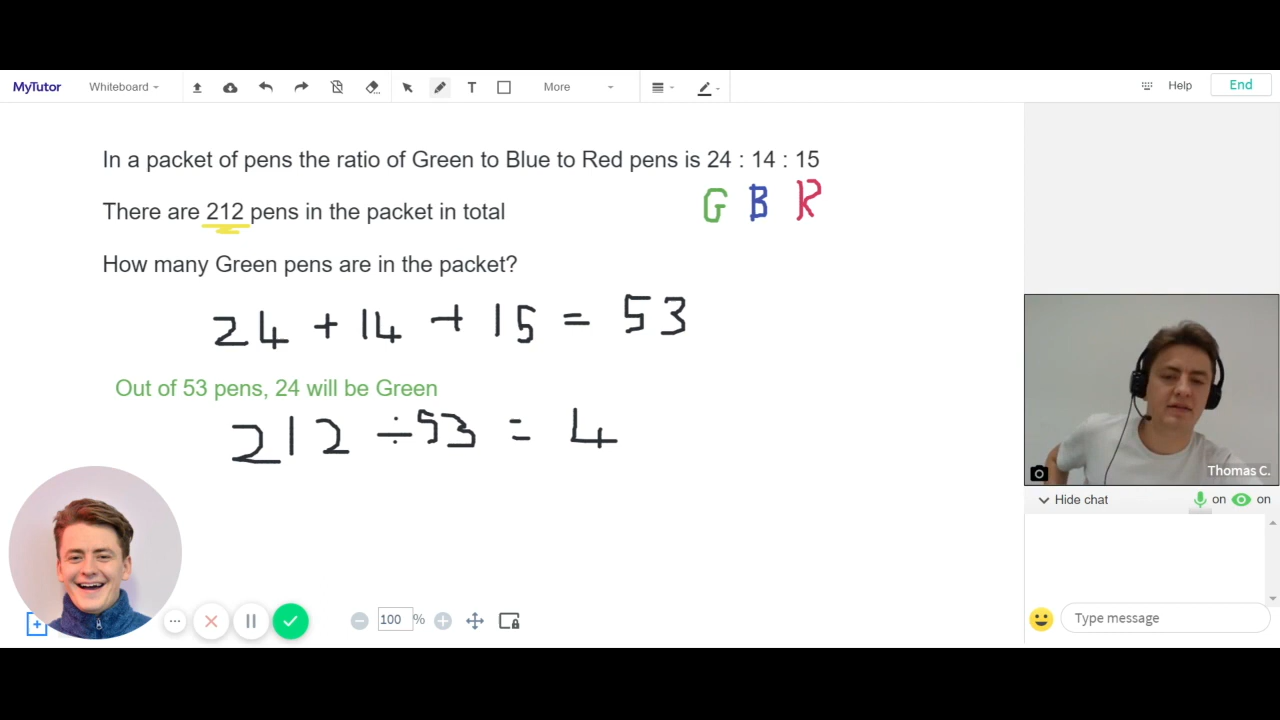 MyTutor Whiteboard T More Help End
In a packet of pens the ratio of Green to Blue to Red pens is 24 : 14 : 15
G B R
There are 212 pens in the packet in total
How many Green pens are in the packet?
24 + 14 + 15 = 53
Out of 53 pens, 24 will be Green
212 ÷ 53 = 4
Thomas C.
Hide chat on on
100 %
Type message